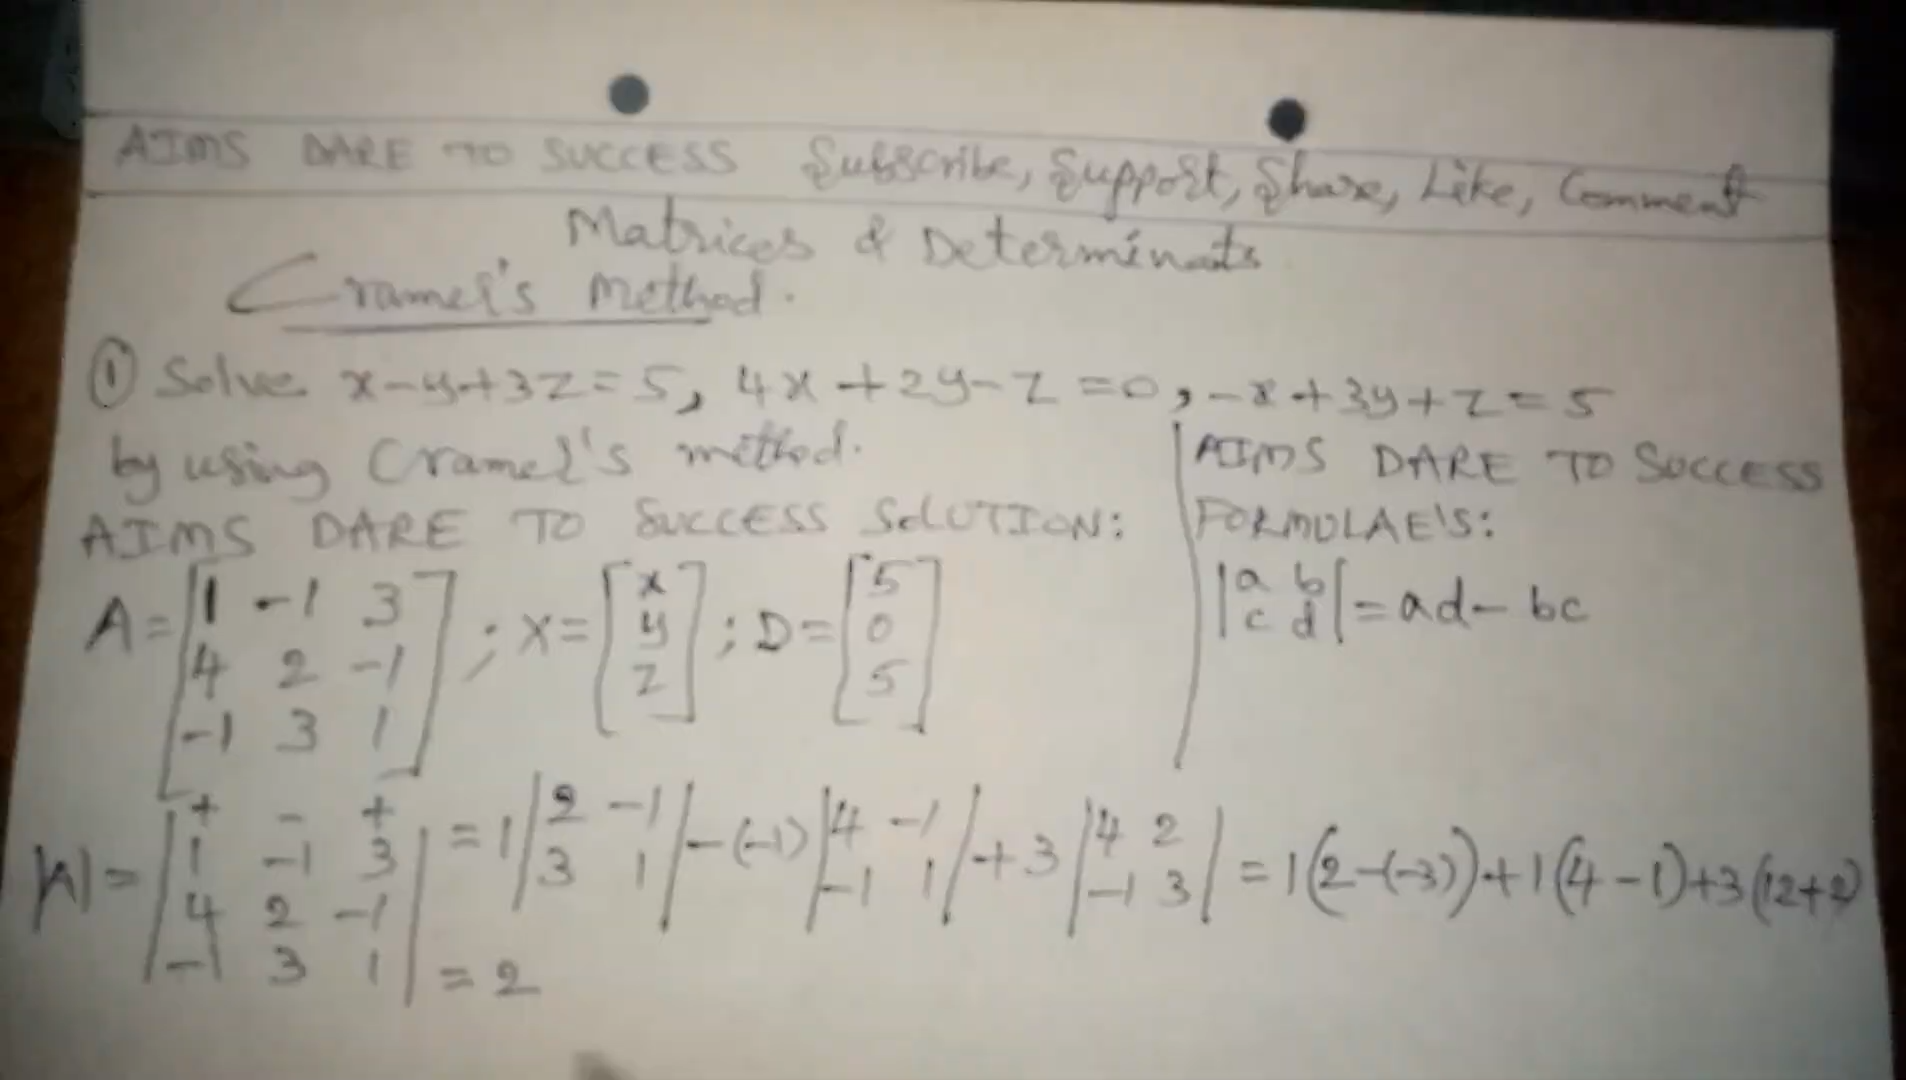 AIMS DARE TO SUCCESS Subscribe, Support, Share, Like, Comment
Matrices & Determinats
Cramer's Method.
① Solve x-y+3z=5, 4x+2y-z=0, -x+3y+z=5
by using Cramer's method.
AIMS DARE TO SUCCESS SOLUTION:
AIMS DARE TO SUCCESS
FORMULAE'S:
|a b|
|c d| = ad - bc
A = [1 -1 3] ; X = [x] ; D = [5]
[4 2 -1] [y] [0]
[-1 3 1] [z] [5]
+ - +
|A| = |1 -1 3| = 1|2 -1| -(-1)|4 -1| +3|4 2| = 1(2-(-3))+1(4-1)+3(12+2)
|4 2 -1| |3 1| |-1 1| |-1 3|
|-1 3 1| = 2